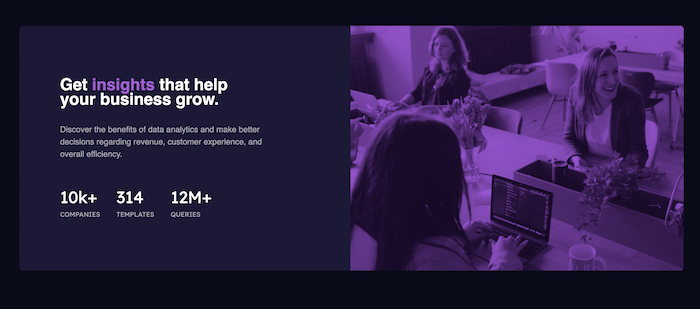 Get insights that help
your business grow.
Discover the benefits of data analytics and make better
decisions regarding revenue, customer experience, and
overall efficiency.
10k+ 314 12M+
COMPANIES TEMPLATES QUERIES